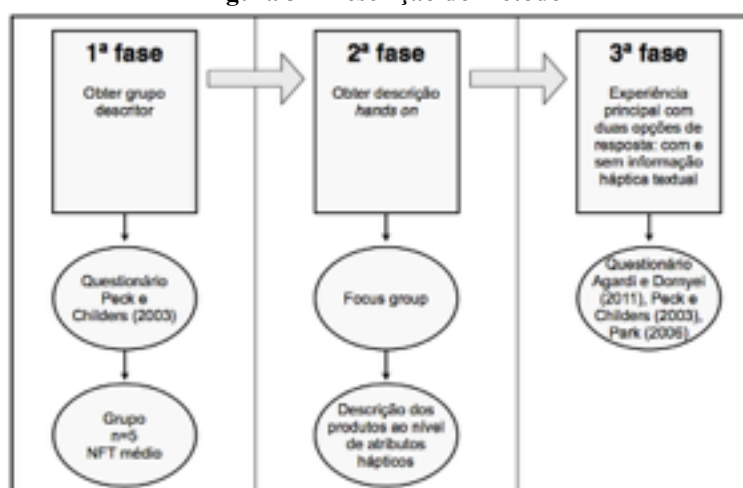 1ª fase
Obter grupo
descritor
Questionário
Peck e
Childers (2003)
Grupo
n=5
NFT médio
2ª fase
Obter descrição
hands on
Focus group
Descrição dos
produtos ao nível
de atributos
hápticos
3ª fase
Experiência
principal com
duas opções de
resposta: com e
sem informação
háptica textual
Questionário
Agardi e Dornyei
(2011), Peck e
Childers (2003),
Park (2006)